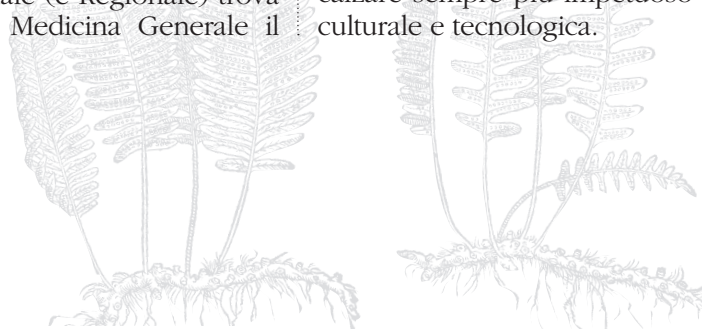 ale (e Regionale) trova
Medicina Generale il
calzare sempre più impetuoso
culturale e tecnologica.